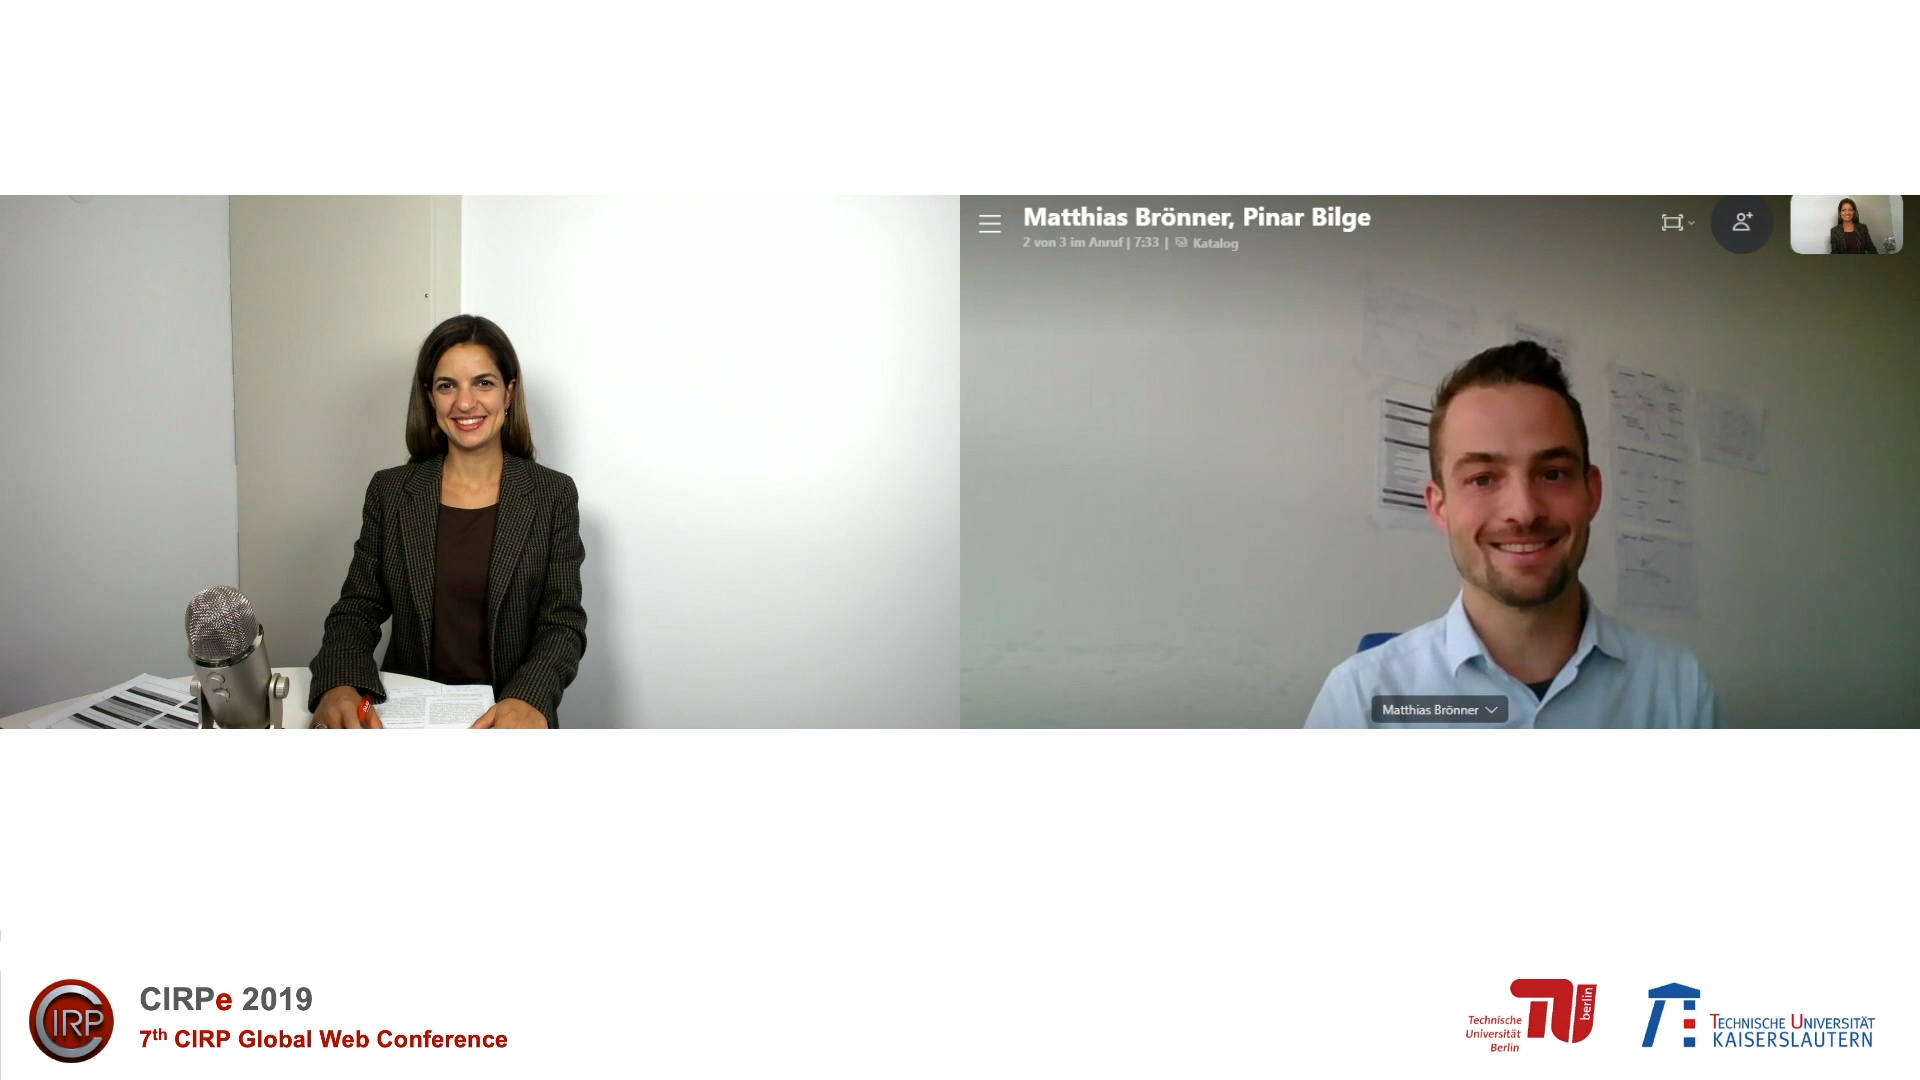 Matthias Brönner, Pinar Bilge
2 von 3 im Anruf | 7:33 | Katalog
Matthias Brönner
CIRP
CIRPe 2019
7th CIRP Global Web Conference
Technische
Universität
Berlin
berlin
TECHNISCHE UNIVERSITÄT
KAISERSLAUTERN